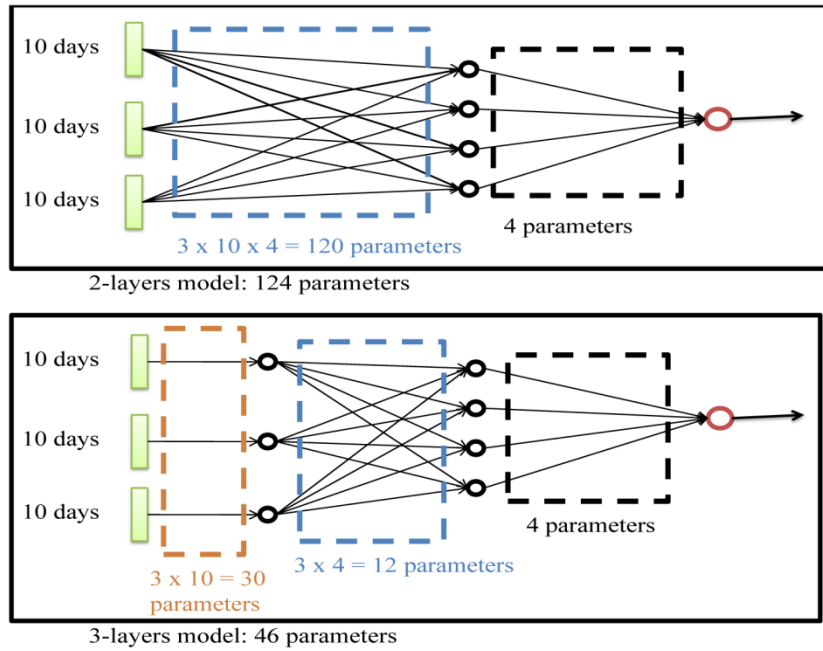 10 days
10 days
10 days
3 x 10 x 4 = 120 parameters
4 parameters
2-layers model: 124 parameters
10 days
10 days
10 days
3 x 10 = 30
parameters
3 x 4 = 12 parameters
4 parameters
3-layers model: 46 parameters